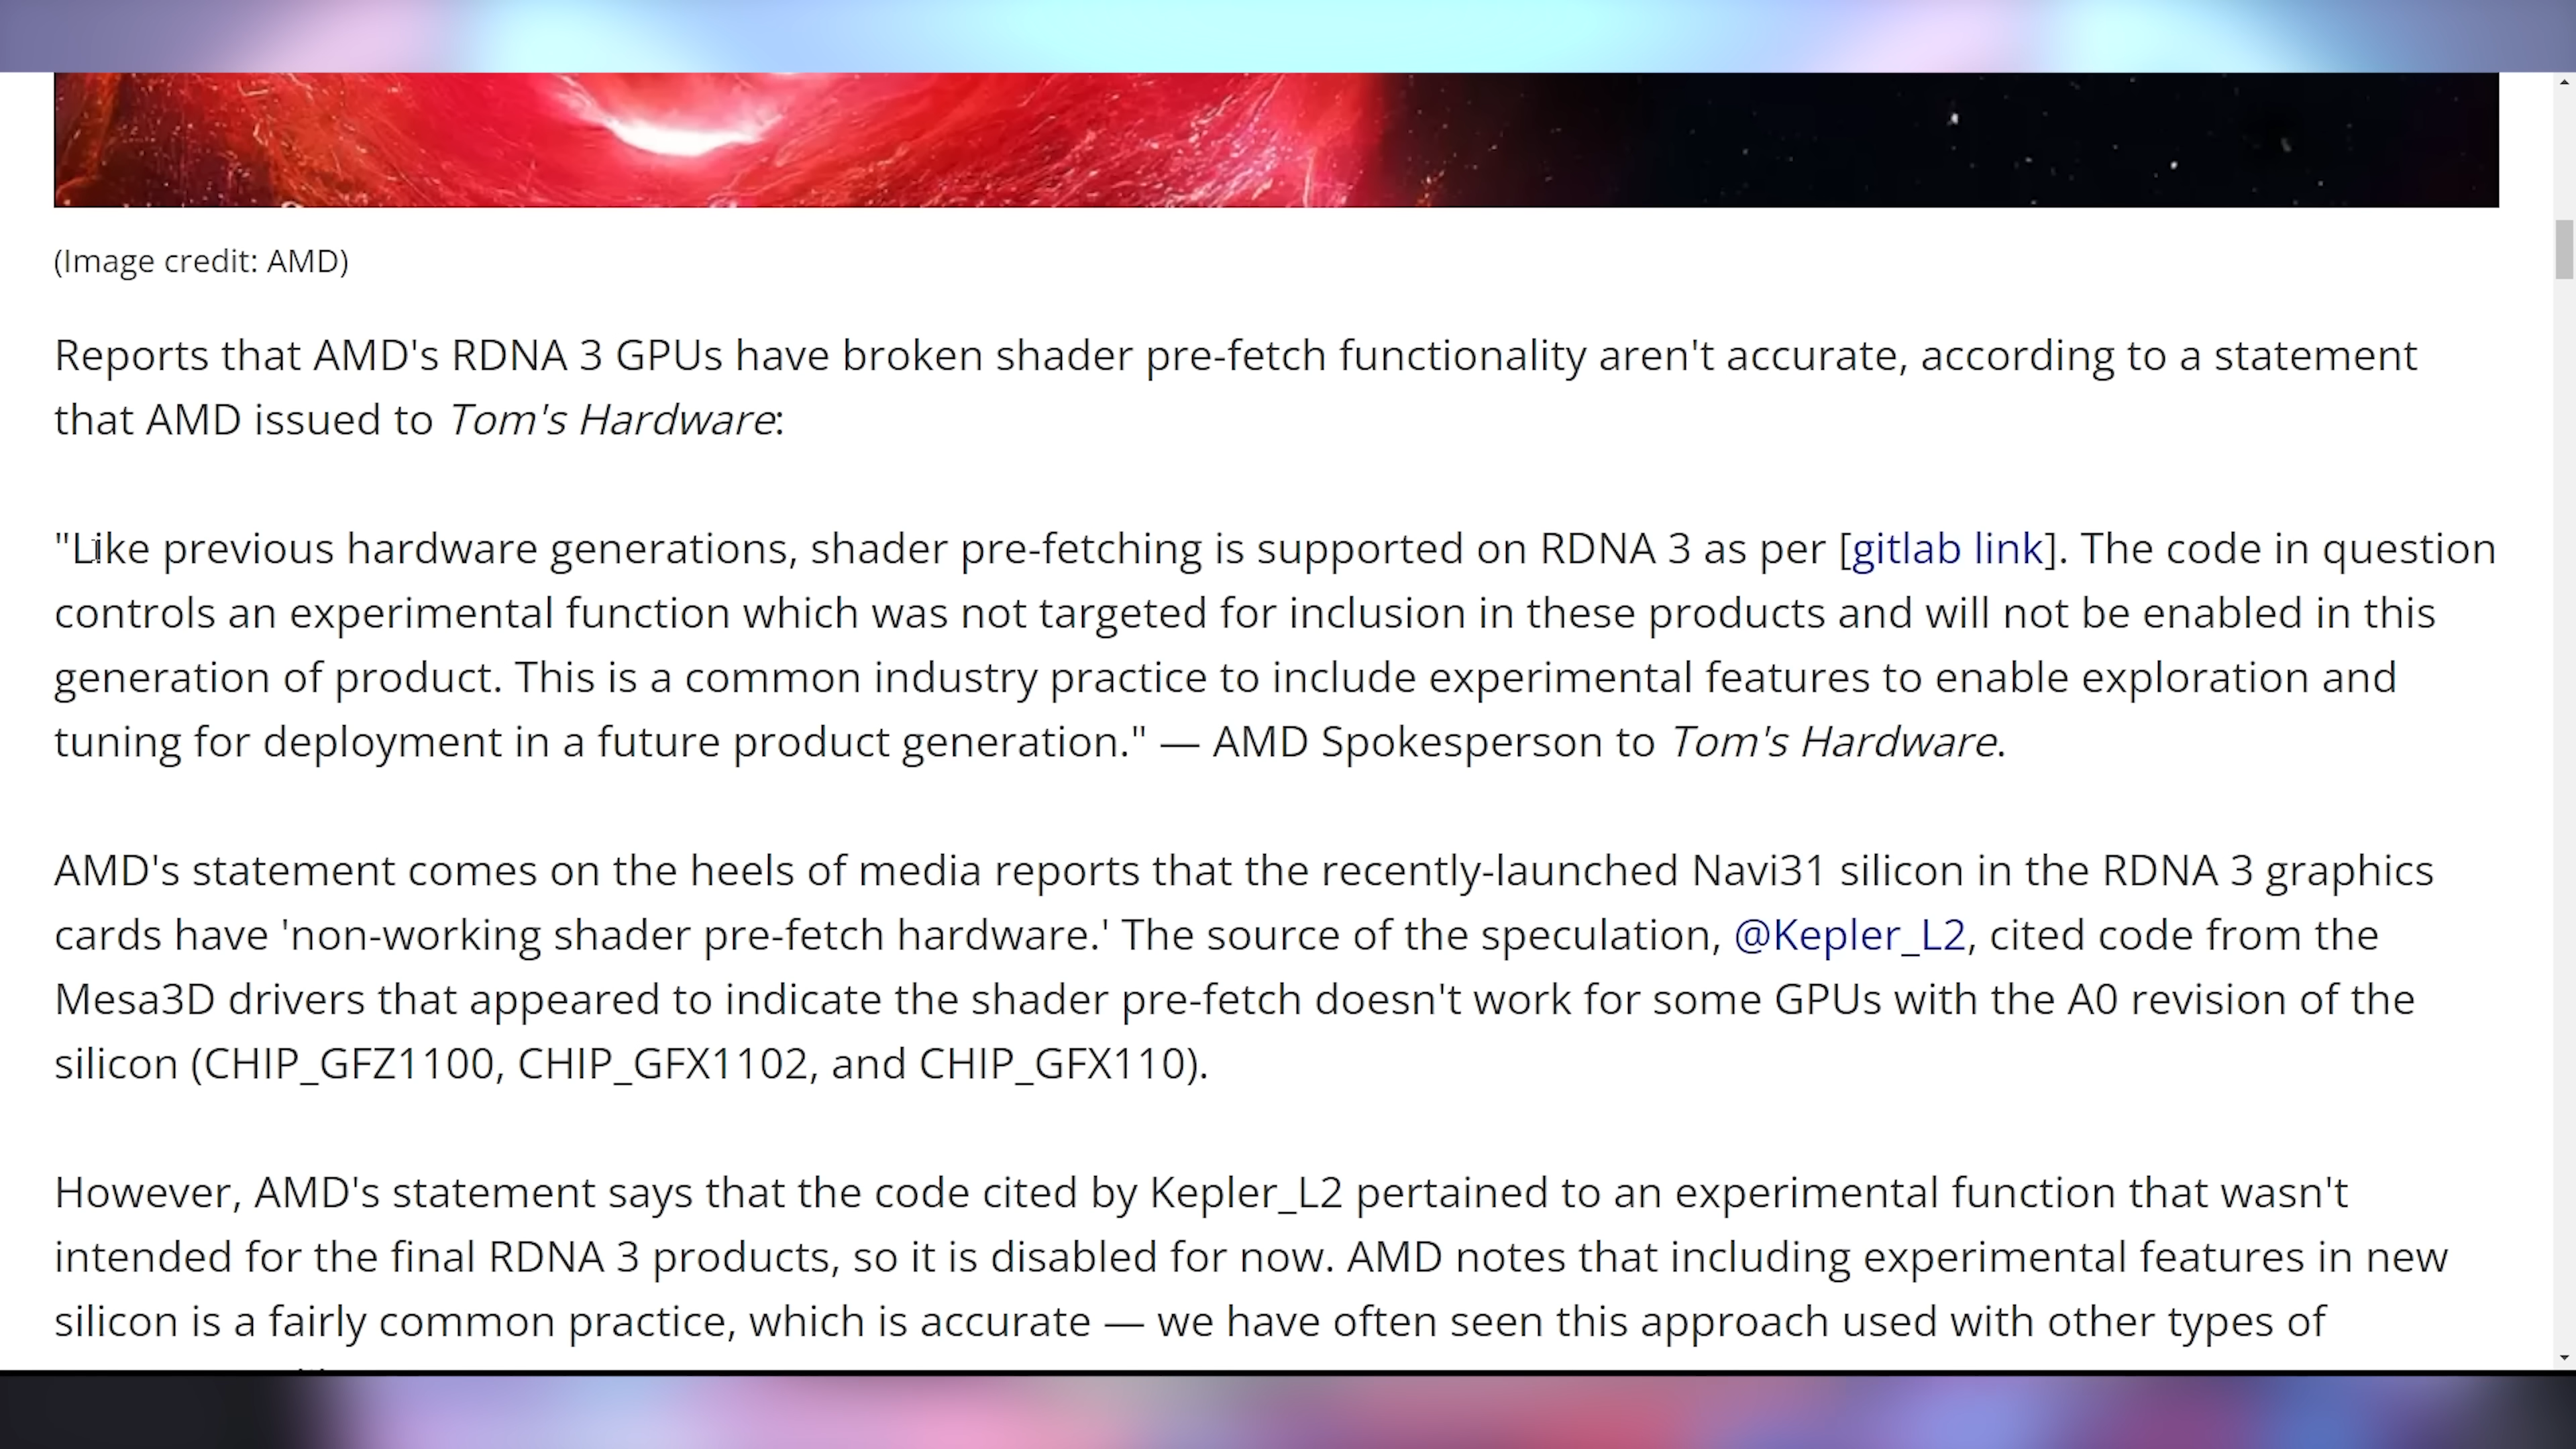 (Image credit: AMD)
Reports that AMD's RDNA 3 GPUs have broken shader pre-fetch functionality aren't accurate, according to a statement
that AMD issued to Tom's Hardware:
"Like previous hardware generations, shader pre-fetching is supported on RDNA 3 as per [gitlab link]. The code in question
controls an experimental function which was not targeted for inclusion in these products and will not be enabled in this
generation of product. This is a common industry practice to include experimental features to enable exploration and
tuning for deployment in a future product generation." — AMD Spokesperson to Tom's Hardware.
AMD's statement comes on the heels of media reports that the recently-launched Navi31 silicon in the RDNA 3 graphics
cards have 'non-working shader pre-fetch hardware.' The source of the speculation, @Kepler_L2, cited code from the
Mesa3D drivers that appeared to indicate the shader pre-fetch doesn't work for some GPUs with the A0 revision of the
silicon (CHIP_GFZ1100, CHIP_GFX1102, and CHIP_GFX110).
However, AMD's statement says that the code cited by Kepler_L2 pertained to an experimental function that wasn't
intended for the final RDNA 3 products, so it is disabled for now. AMD notes that including experimental features in new
silicon is a fairly common practice, which is accurate — we have often seen this approach used with other types of